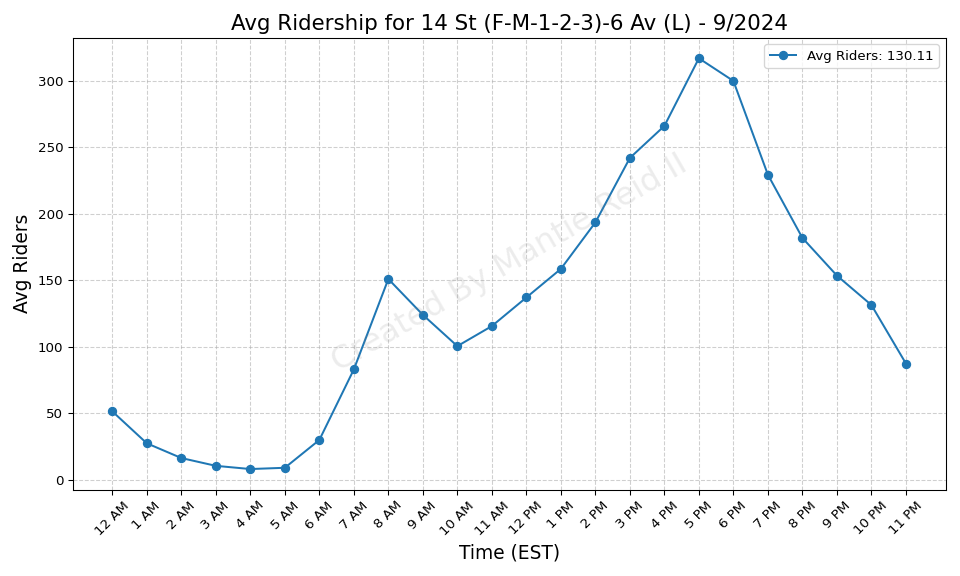 Avg Ridership for 14 St (F-M-1-2-3)-6 Av (L) - 9/2024
Avg Riders: 130.11
300
250
200
150
100
50
0
Avg Riders
Created By Mantle Reid II
12 AM
1 AM
2 AM
3 AM
4 AM
5 AM
6 AM
7 AM
8 AM
9 AM
10 AM
11 AM
12 PM
1 PM
2 PM
3 PM
4 PM
5 PM
6 PM
7 PM
8 PM
9 PM
10 PM
11 PM
Time (EST)